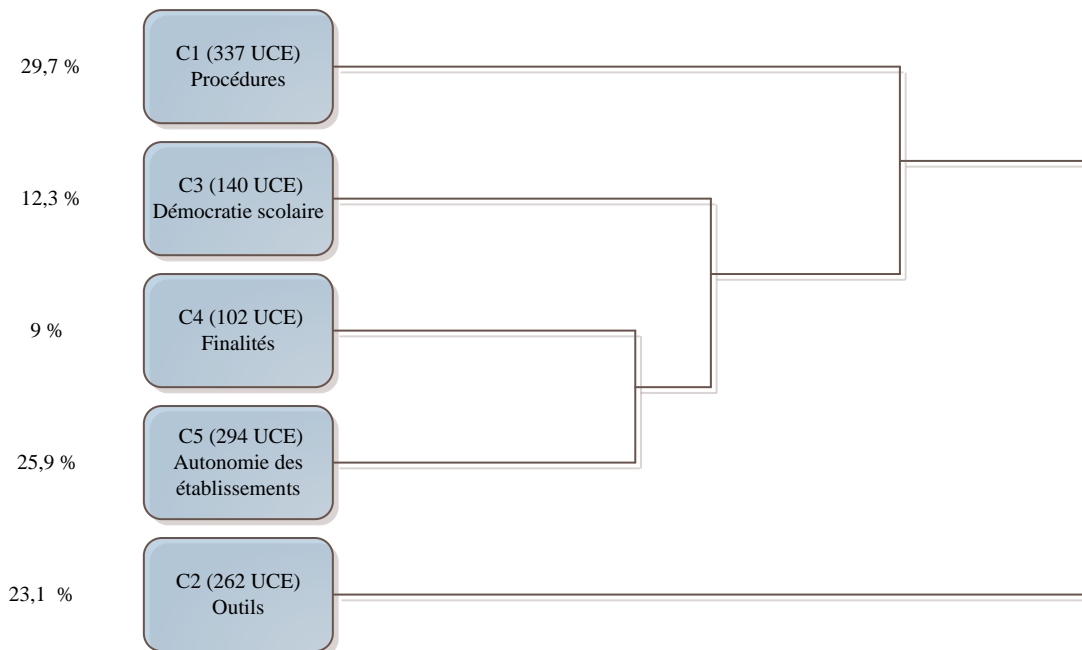 29,7 %
C1 (337 UCE)
Procédures
12,3 %
C3 (140 UCE)
Démocratie scolaire
9 %
C4 (102 UCE)
Finalités
25,9 %
C5 (294 UCE)
Autonomie des
établissements
23,1 %
C2 (262 UCE)
Outils